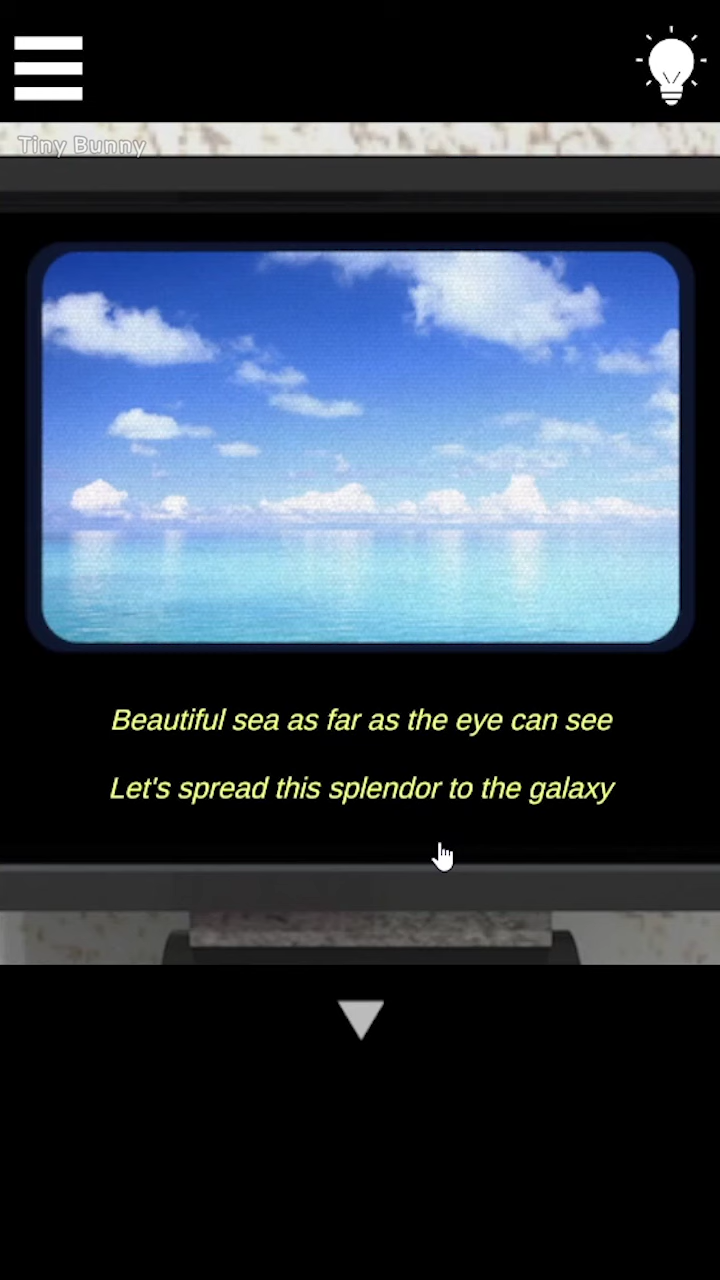 Tiny Bunny
Beautiful sea as far as the eye can see
Let's spread this splendor to the galaxy